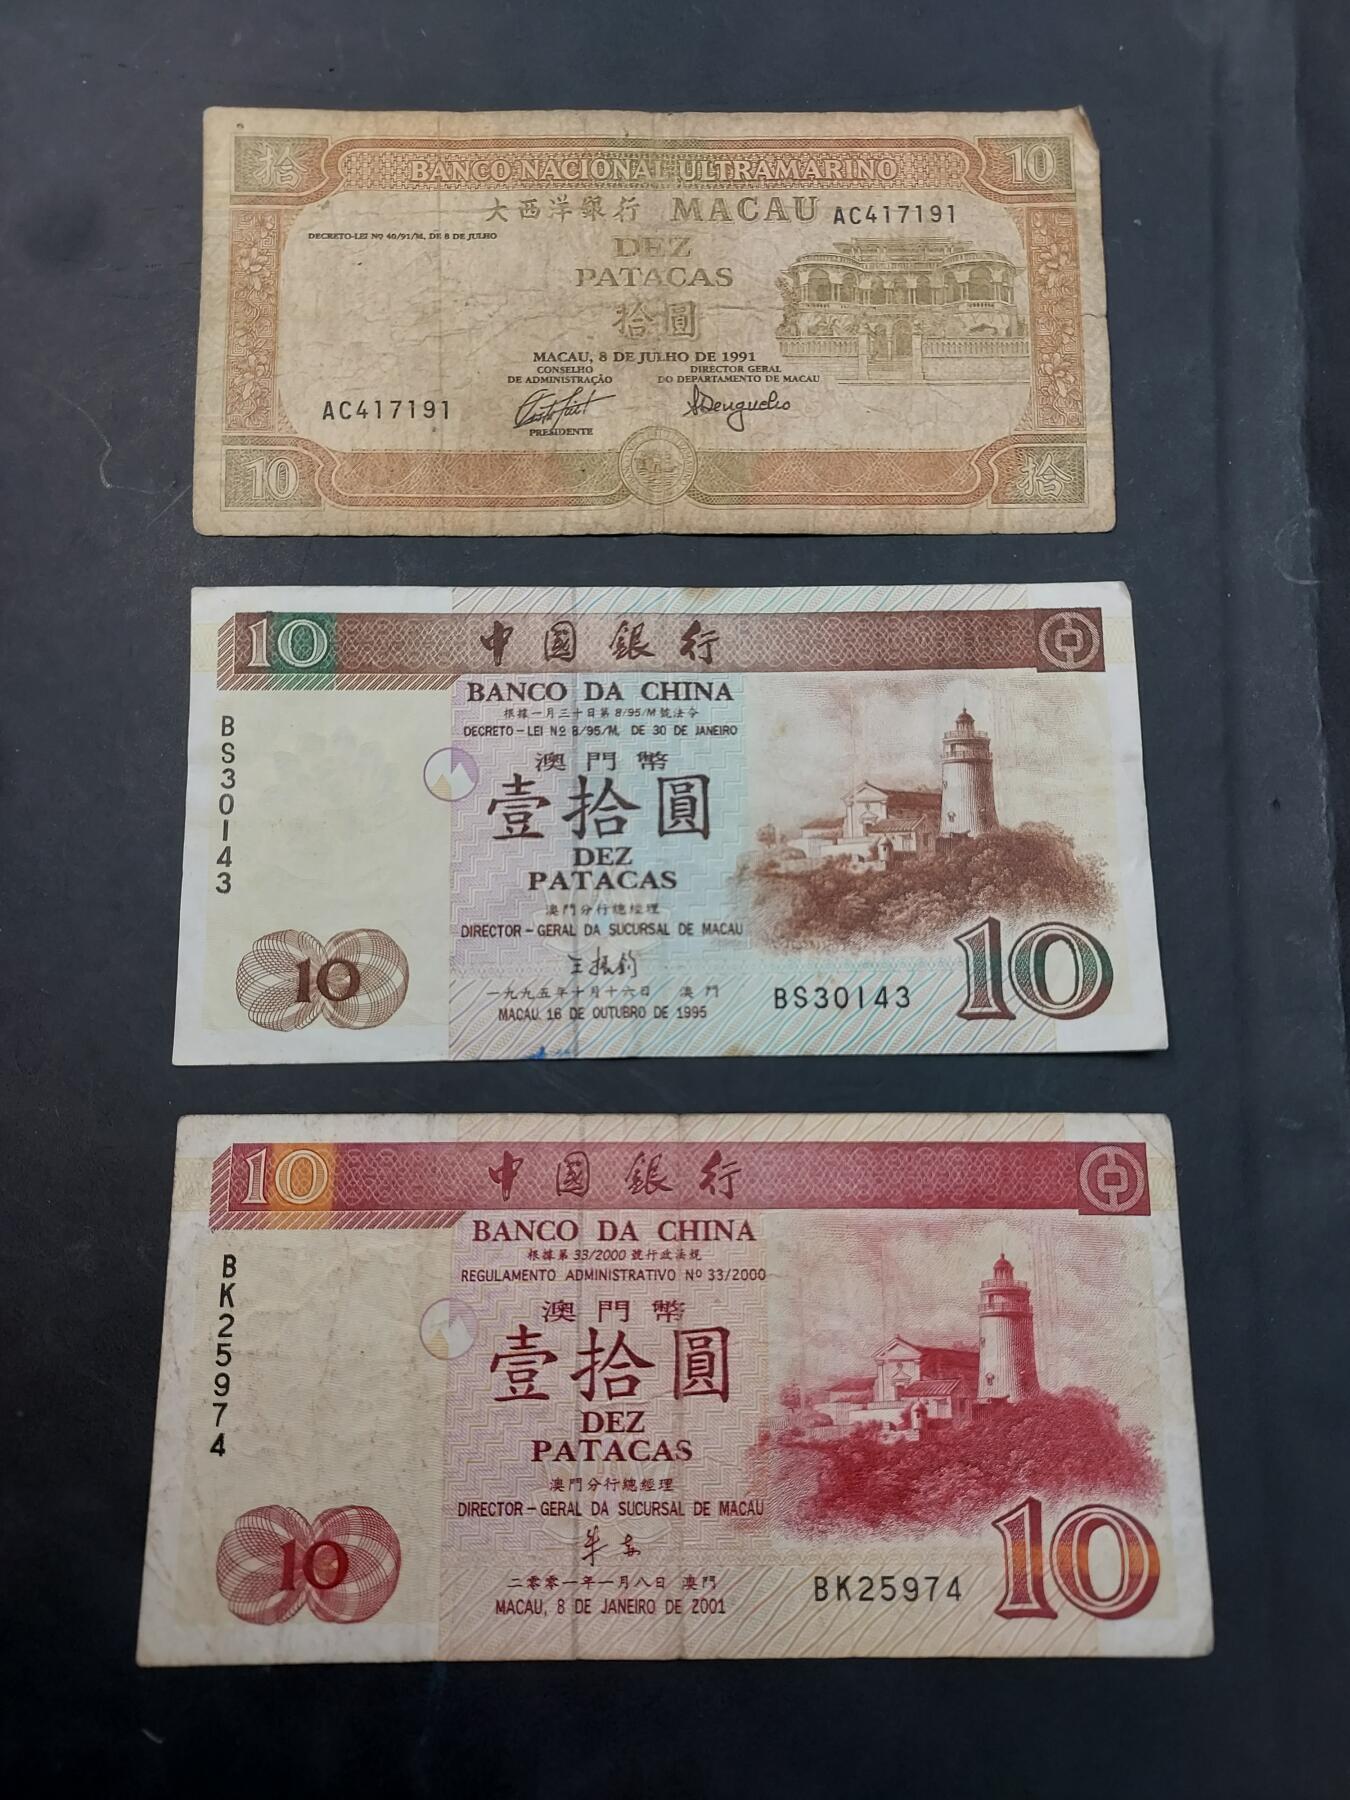 拾 BANCO NACIONAL ULTRAMARINO 10
大西洋銀行 MACAU AC417191
DECRETO-LEI Nº 40/91/M, DE 8 DE JULHO
DEZ
PATACAS
拾圓
MACAU, 8 DE JULHO DE 1991
CONSELHO DE ADMINISTRAÇÃO
DIRECTOR GERAL DO DEPARTAMENTO DE MACAU
AC417191
PRESIDENTE
10 拾
10 中國銀行
BANCO DA CHINA
根據一月三十日第8/95/M號法令
DECRETO-LEI Nº 8/95/M, DE 30 DE JANEIRO
BS30143
澳門幣
壹拾圓
DEZ
PATACAS
澳門分行總經理
DIRECTOR-GERAL DA SUCURSAL DE MACAU
王振鈞
一九九五年十月十六日 澳門
MACAU, 16 DE OUTUBRO DE 1995
10
BS30143
10
10 中國銀行
BANCO DA CHINA
根據第33/2000號行政法規
REGULAMENTO ADMINISTRATIVO Nº 33/2000
BK25974
澳門幣
壹拾圓
DEZ
PATACAS
澳門分行總經理
DIRECTOR-GERAL DA SUCURSAL DE MACAU
二零零一年一月八日 澳門
MACAU, 8 DE JANEIRO DE 2001
10
BK25974
10